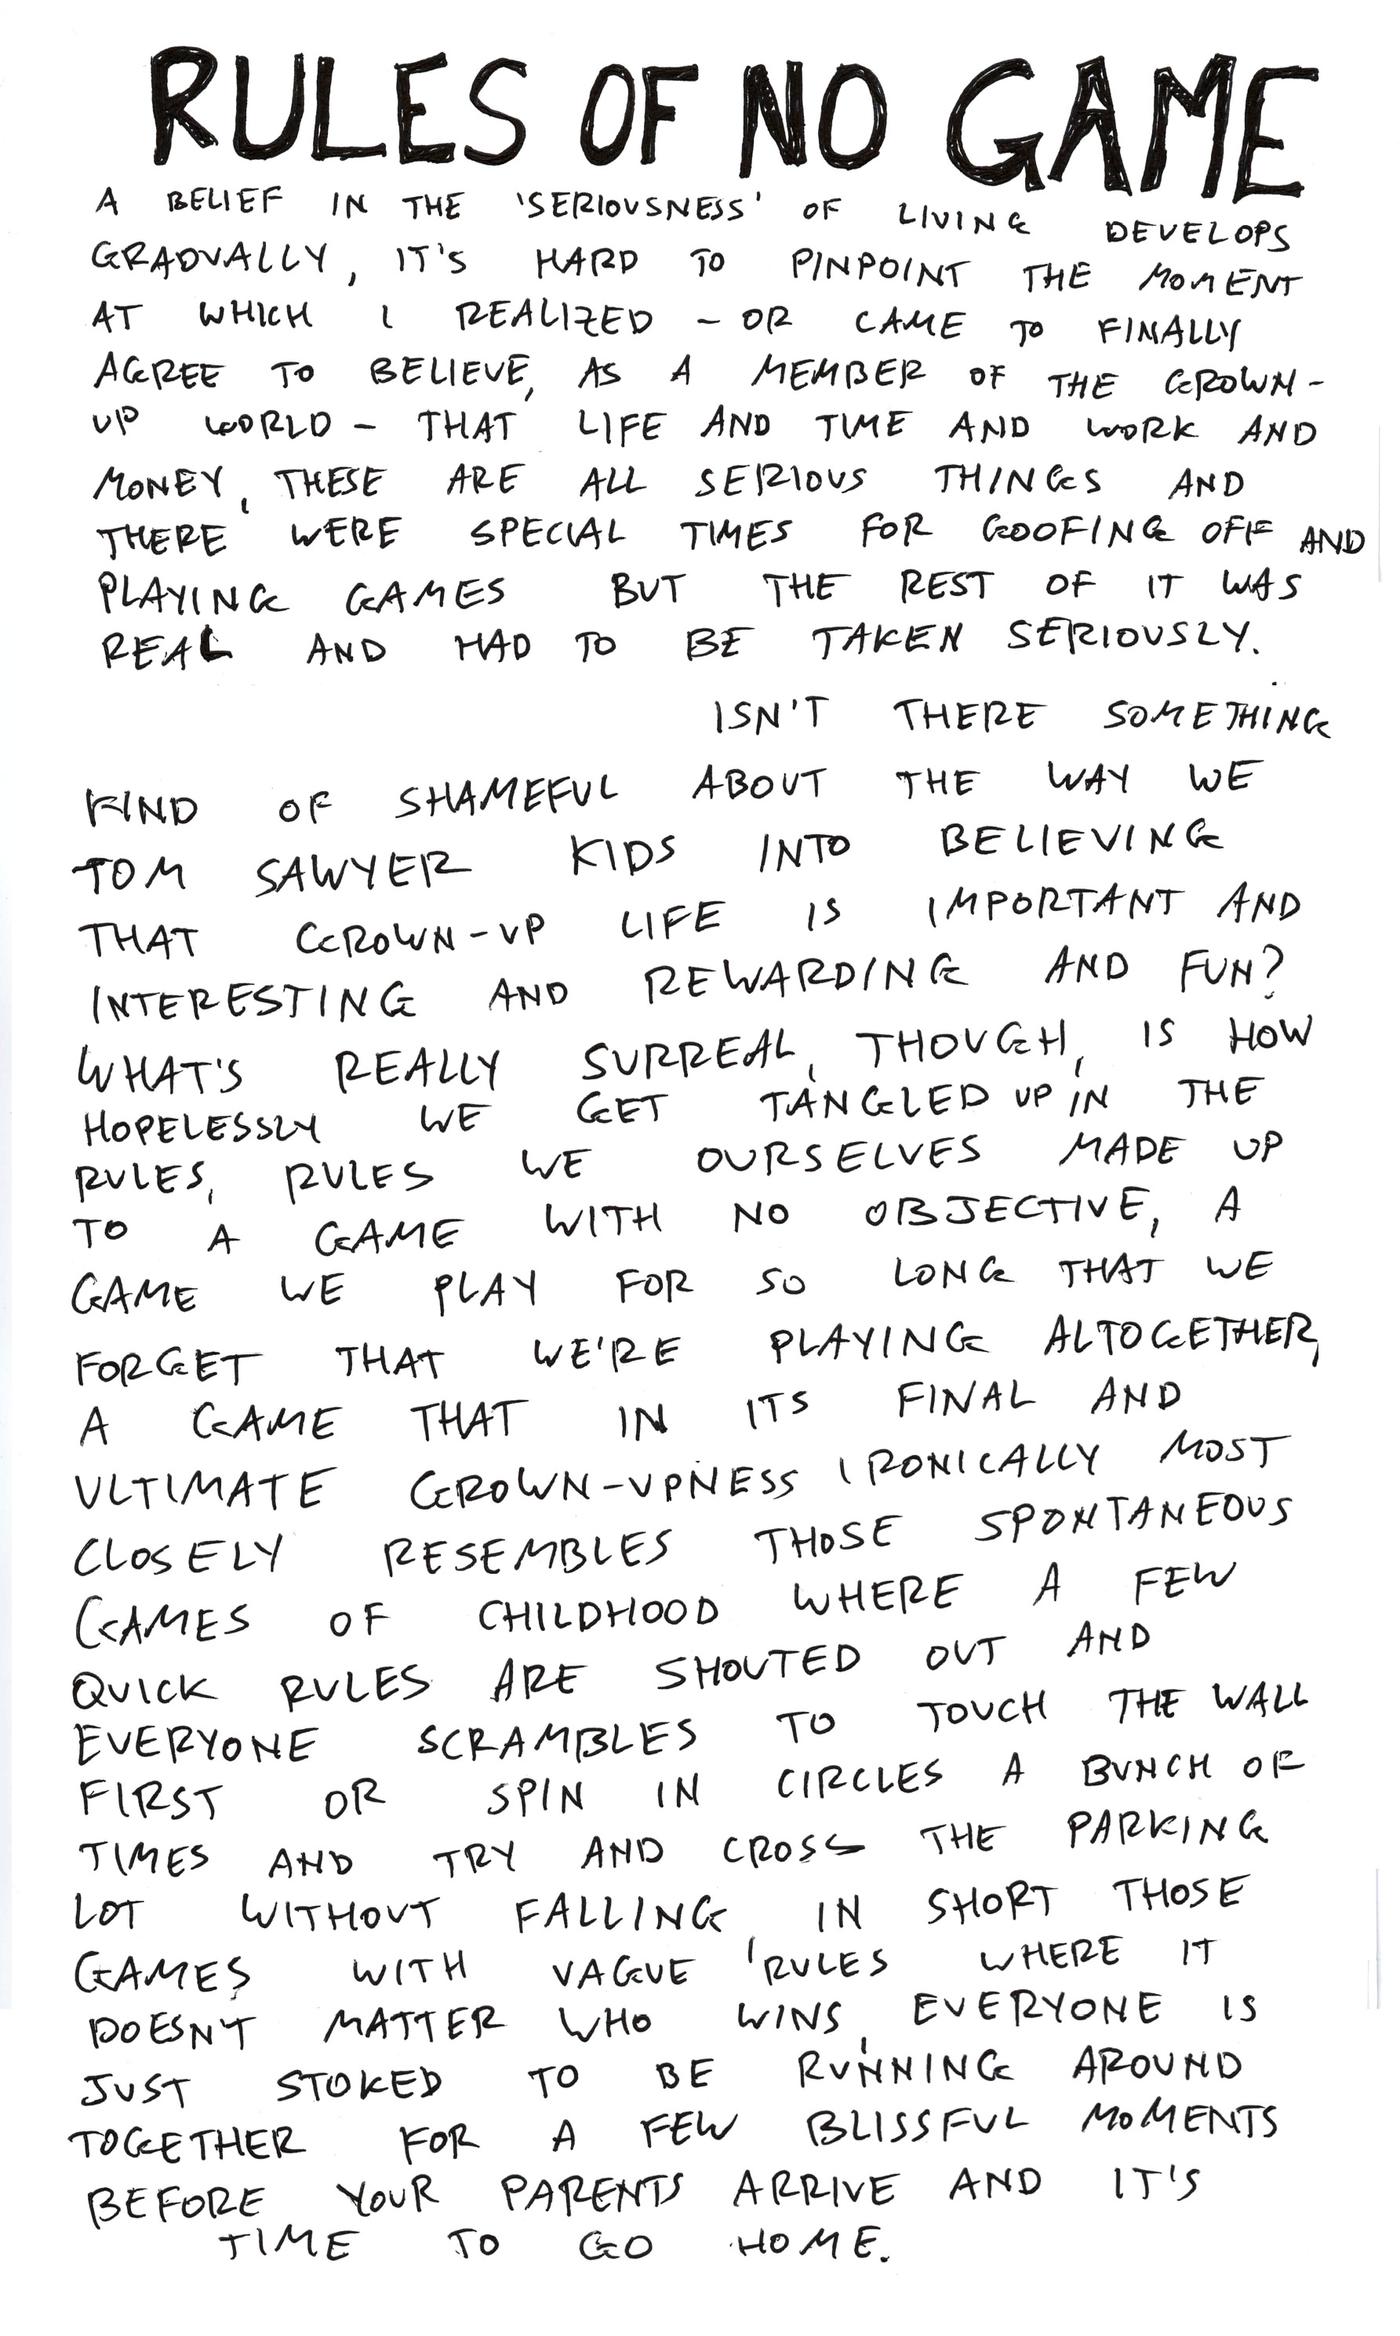 RULES OF NO GAME
A BELIEF IN THE 'SERIOUSNESS' OF LIVING DEVELOPS
GRADUALLY, IT'S HARD TO PINPOINT THE MOMENT
AT WHICH I REALIZED - OR CAME TO FINALLY
AGREE TO BELIEVE, AS A MEMBER OF THE GROWN-
UP WORLD - THAT LIFE AND TIME AND WORK AND
MONEY, THESE ARE ALL SERIOUS THINGS AND
THERE WERE SPECIAL TIMES FOR GOOFING OFF AND
PLAYING GAMES BUT THE REST OF IT WAS
REAL AND HAD TO BE TAKEN SERIOUSLY.
ISN'T THERE SOMETHING
KIND OF SHAMEFUL ABOUT THE WAY WE
TOM SAWYER KIDS INTO BELIEVING
THAT GROWN-UP LIFE IS IMPORTANT AND
INTERESTING AND REWARDING AND FUN?
WHAT'S REALLY SURREAL, THOUGH, IS HOW
HOPELESSLY WE GET TANGLED UP IN THE
RULES, RULES WE OURSELVES MADE UP
TO A GAME WITH NO OBJECTIVE, A
GAME WE PLAY FOR SO LONG THAT WE
FORGET THAT WE'RE PLAYING ALTOGETHER,
A GAME THAT IN ITS FINAL AND
ULTIMATE GROWN-UPNESS IRONICALLY MOST
CLOSELY RESEMBLES THOSE SPONTANEOUS
GAMES OF CHILDHOOD WHERE A FEW
QUICK RULES ARE SHOUTED OUT AND
EVERYONE SCRAMBLES TO TOUCH THE WALL
FIRST OR SPIN IN CIRCLES A BUNCH OF
TIMES AND TRY AND CROSS THE PARKING
LOT WITHOUT FALLING IN SHORT THOSE
GAMES WITH VAGUE 'RULES WHERE IT
DOESN'T MATTER WHO WINS, EVERYONE IS
JUST STOKED TO BE RUNNING AROUND
TOGETHER FOR A FEW BLISSFUL MOMENTS
BEFORE YOUR PARENTS ARRIVE AND IT'S
TIME TO GO HOME.